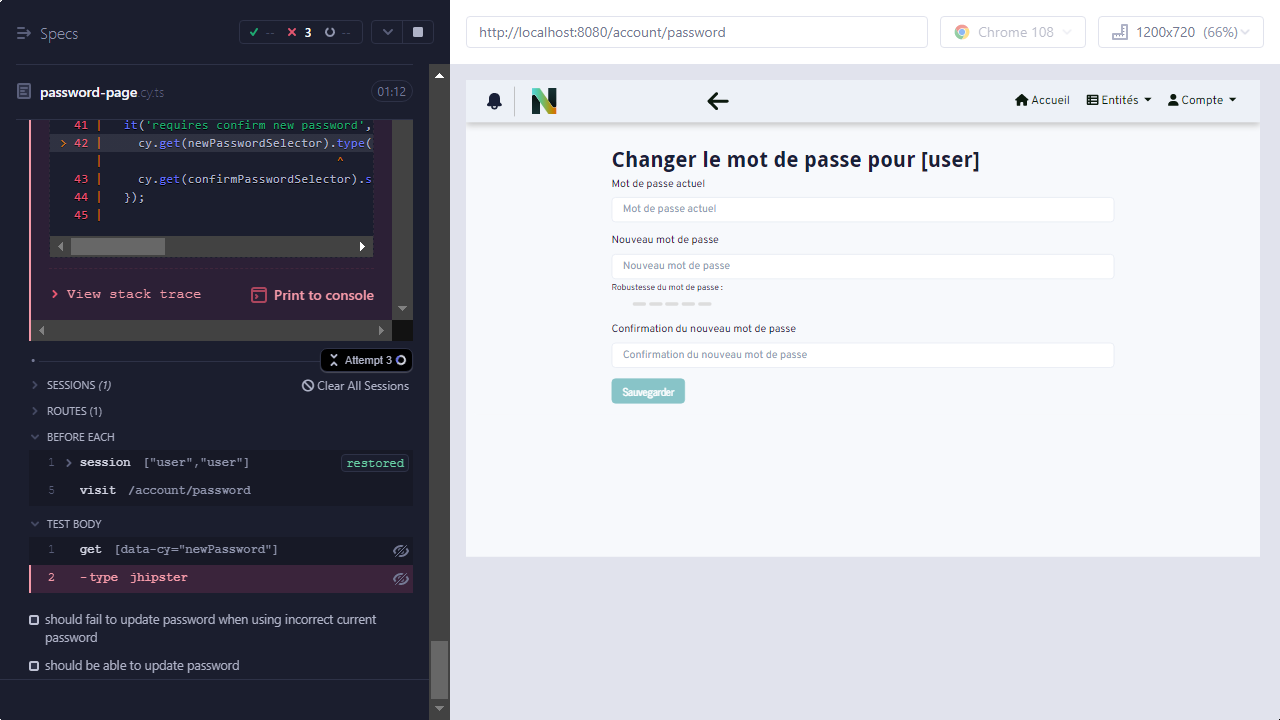 Specs
-- 3 --
password-page.cy.ts 01:12
41 | it('requires confirm new password',
> 42 | cy.get(newPasswordSelector).type(
| ^
43 | cy.get(confirmPasswordSelector).s
44 | });
45 |
> View stack trace Print to console
Attempt 3
SESSIONS (1) Clear All Sessions
ROUTES (1)
BEFORE EACH
1 session ["user","user"] restored
5 visit /account/password
TEST BODY
1 get [data-cy="newPassword"]
2 -type jhipster
should fail to update password when using incorrect current
password
should be able to update password
http://localhost:8080/account/password Chrome 108 1200x720 (66%)
N Accueil Entités Compte
Changer le mot de passe pour [user]
Mot de passe actuel
Mot de passe actuel
Nouveau mot de passe
Nouveau mot de passe
Robustesse du mot de passe :
Confirmation du nouveau mot de passe
Confirmation du nouveau mot de passe
Sauvegarder